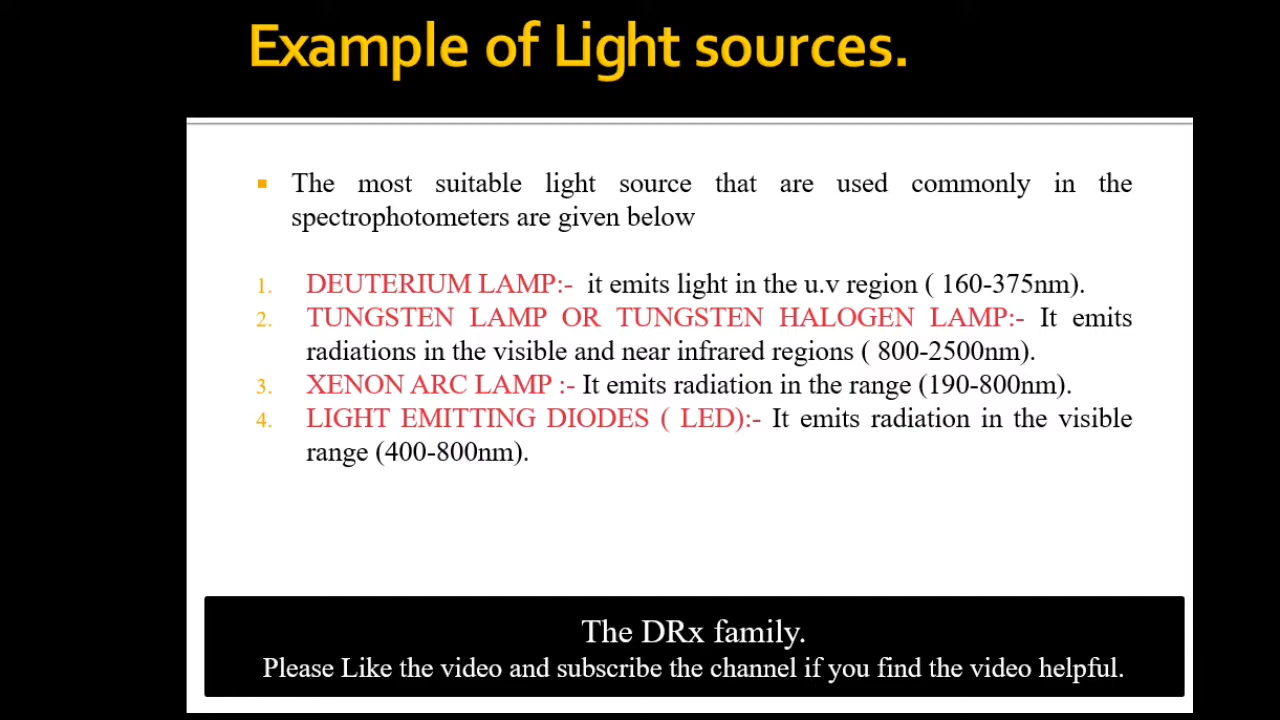 Example of Light sources.
The most suitable light source that are used commonly in the
spectrophotometers are given below
1. DEUTERIUM LAMP:- it emits light in the u.v region ( 160-375nm).
2. TUNGSTEN LAMP OR TUNGSTEN HALOGEN LAMP:- It emits
radiations in the visible and near infrared regions ( 800-2500nm).
3. XENON ARC LAMP :- It emits radiation in the range (190-800nm).
4. LIGHT EMITTING DIODES ( LED):- It emits radiation in the visible
range (400-800nm).
The DRx family.
Please Like the video and subscribe the channel if you find the video helpful.